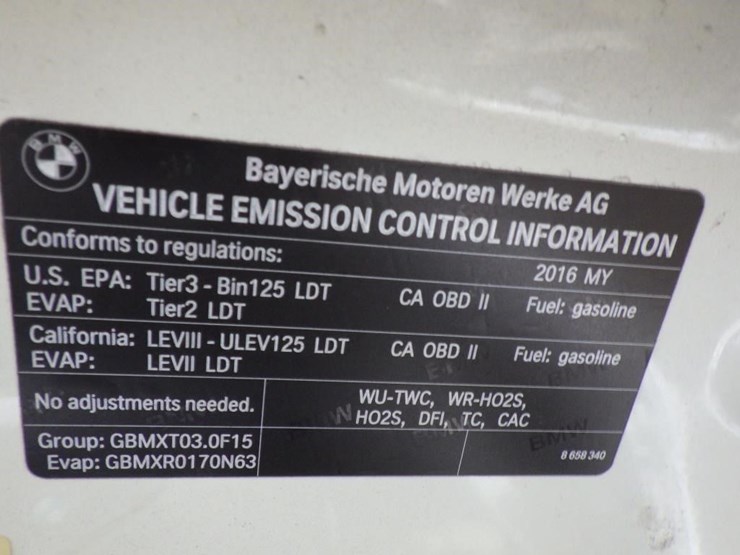 BMW
Bayerische Motoren Werke AG
VEHICLE EMISSION CONTROL INFORMATION
Conforms to regulations:
2016 MY
U.S. EPA: Tier3 - Bin125 LDT CA OBD II Fuel: gasoline
EVAP: Tier2 LDT
California: LEVIII - ULEV125 LDT CA OBD II Fuel: gasoline
EVAP: LEVII LDT
No adjustments needed.
WU-TWC, WR-HO2S,
HO2S, DFI, TC, CAC
Group: GBMXT03.0F15
Evap: GBMXR0170N63
8 658 340